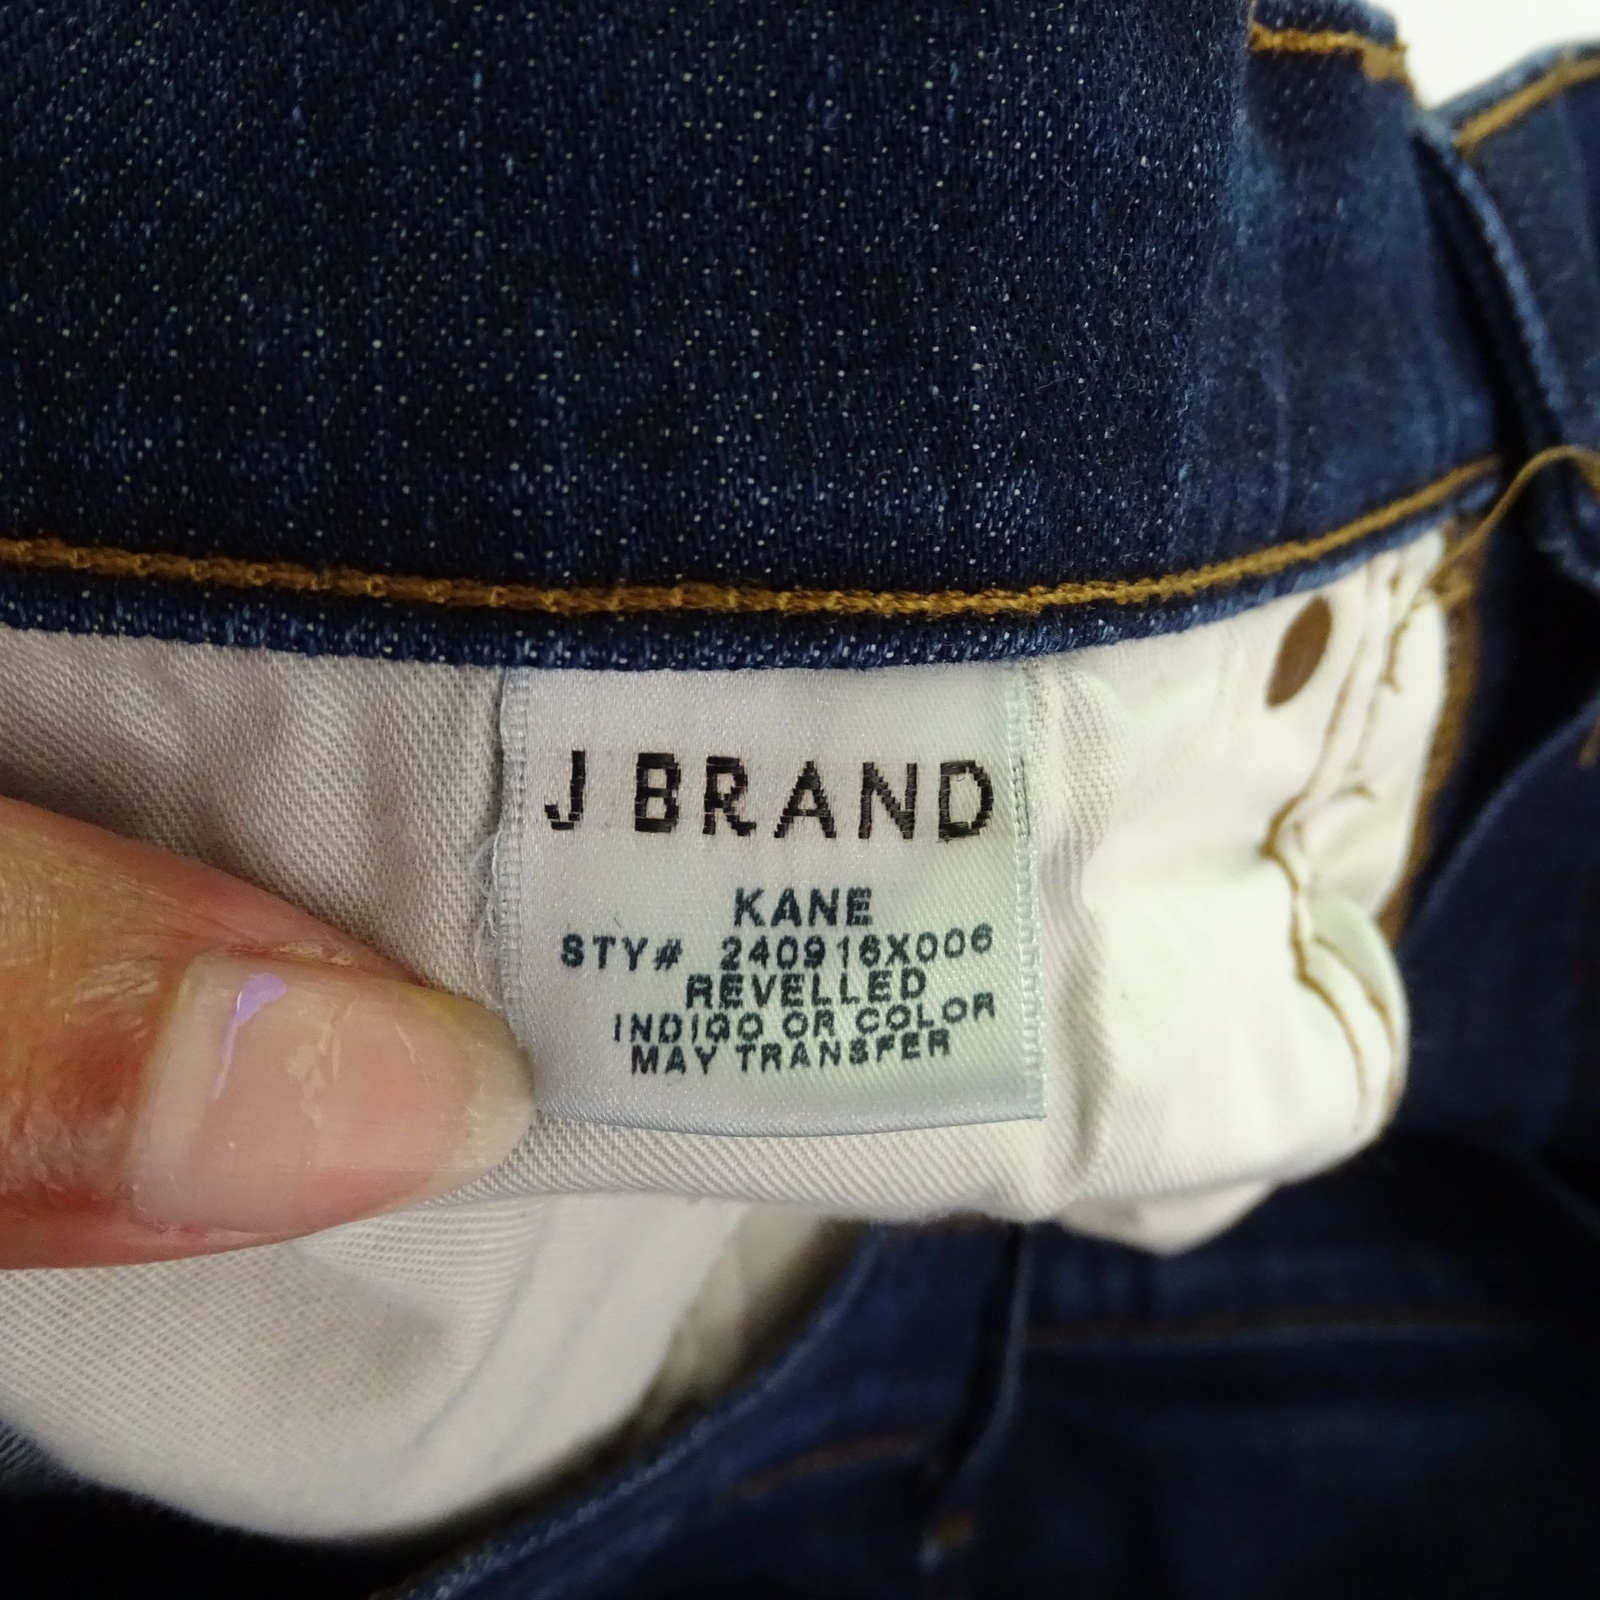 J BRAND
KANE
STY# 240916X006
REVELLED
INDIGO OR COLOR
MAY TRANSFER